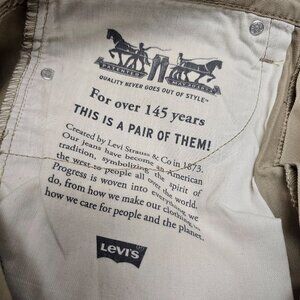 QUALITY NEVER GOES OUT OF STYLE™
For over 145 years
THIS IS A PAIR OF THEM!
Created by Levi Strauss & Co in 1873.
Our Jeans have become an American
tradition, symbolizing the spirit of
the west to people all over the world.
Progress is woven into everything we
do, from how we make our clothing to
how we care for people and the planet.
LEVI'S